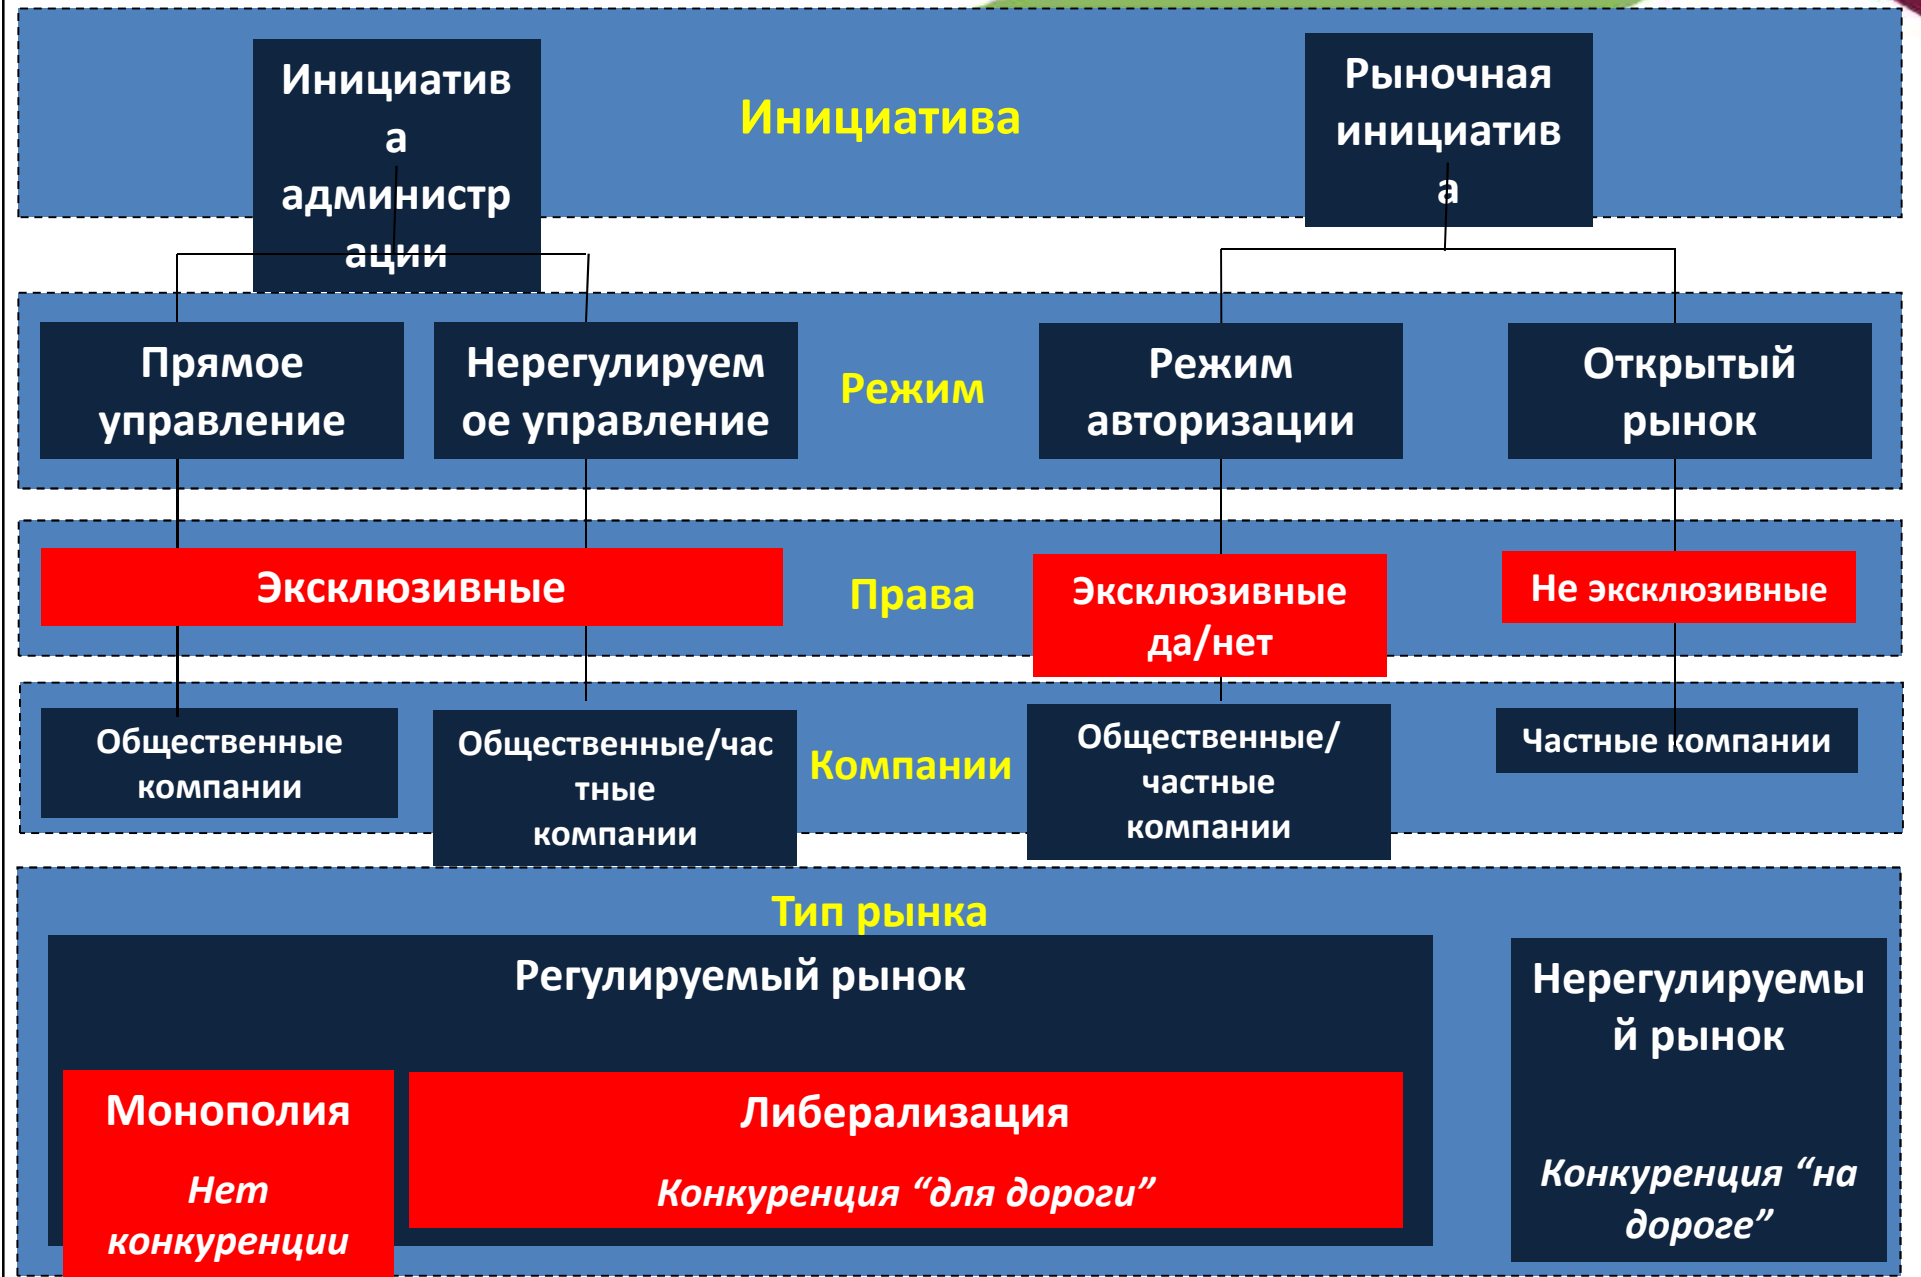 Инициатив
а
администр
ации
Инициатива
Рыночная
инициатив
а
Прямое
управление
Нерегулируем
ое управление
Режим
Режим
авторизации
Открытый
рынок
Эксклюзивные
Права
Эксклюзивные
да/нет
Не эксклюзивные
Общественные
компании
Общественные/час
тные
компании
Компании
Общественные/
частные
компании
Частные компании
Тип рынка
Регулируемый рынок
Монополия
Нет
конкуренции
Либерализация
Конкуренция “для дороги”
Нерегулируемы
й рынок
Конкуренция “на
дороге”